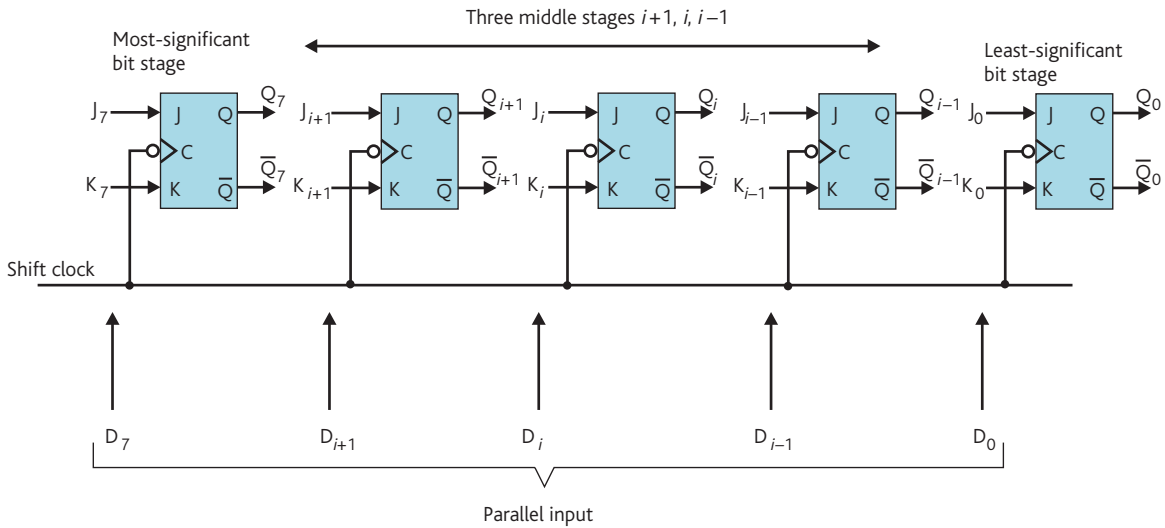 Three middle stages i+1, i, i–1
Most-significant
bit stage
Least-significant
bit stage
J7 J Q Q7
Ji+1 J Q Qi+1
Ji J Q Qi
Ji–1 J Q Qi–1
J0 J Q Q0
C C C C C
K7 K Q̅ Q̅7
Ki+1 K Q̅ Q̅i+1
Ki K Q̅ Q̅i
Ki–1 K Q̅ Q̅i–1
K0 K Q̅ Q̅0
Shift clock
D7 Di+1 Di Di–1 D0
Parallel input